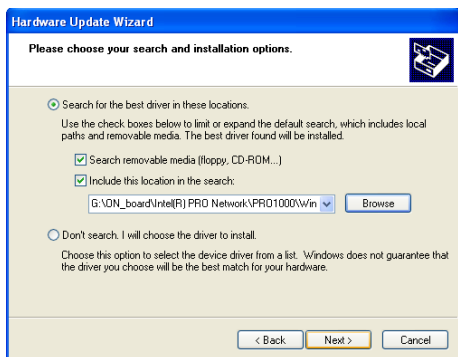 Hardware Update Wizard
Please choose your search and installation options.
Search for the best driver in these locations.
Use the check boxes below to limit or expand the default search, which includes local
paths and removable media. The best driver found will be installed.
Search removable media (floppy, CD-ROM...)
Include this location in the search:
G:\ON_board\Intel(R) PRO Network\PRO1000\Win
Browse
Don't search. I will choose the driver to install.
Choose this option to select the device driver from a list. Windows does not guarantee that
the driver you choose will be the best match for your hardware.
< Back
Next >
Cancel